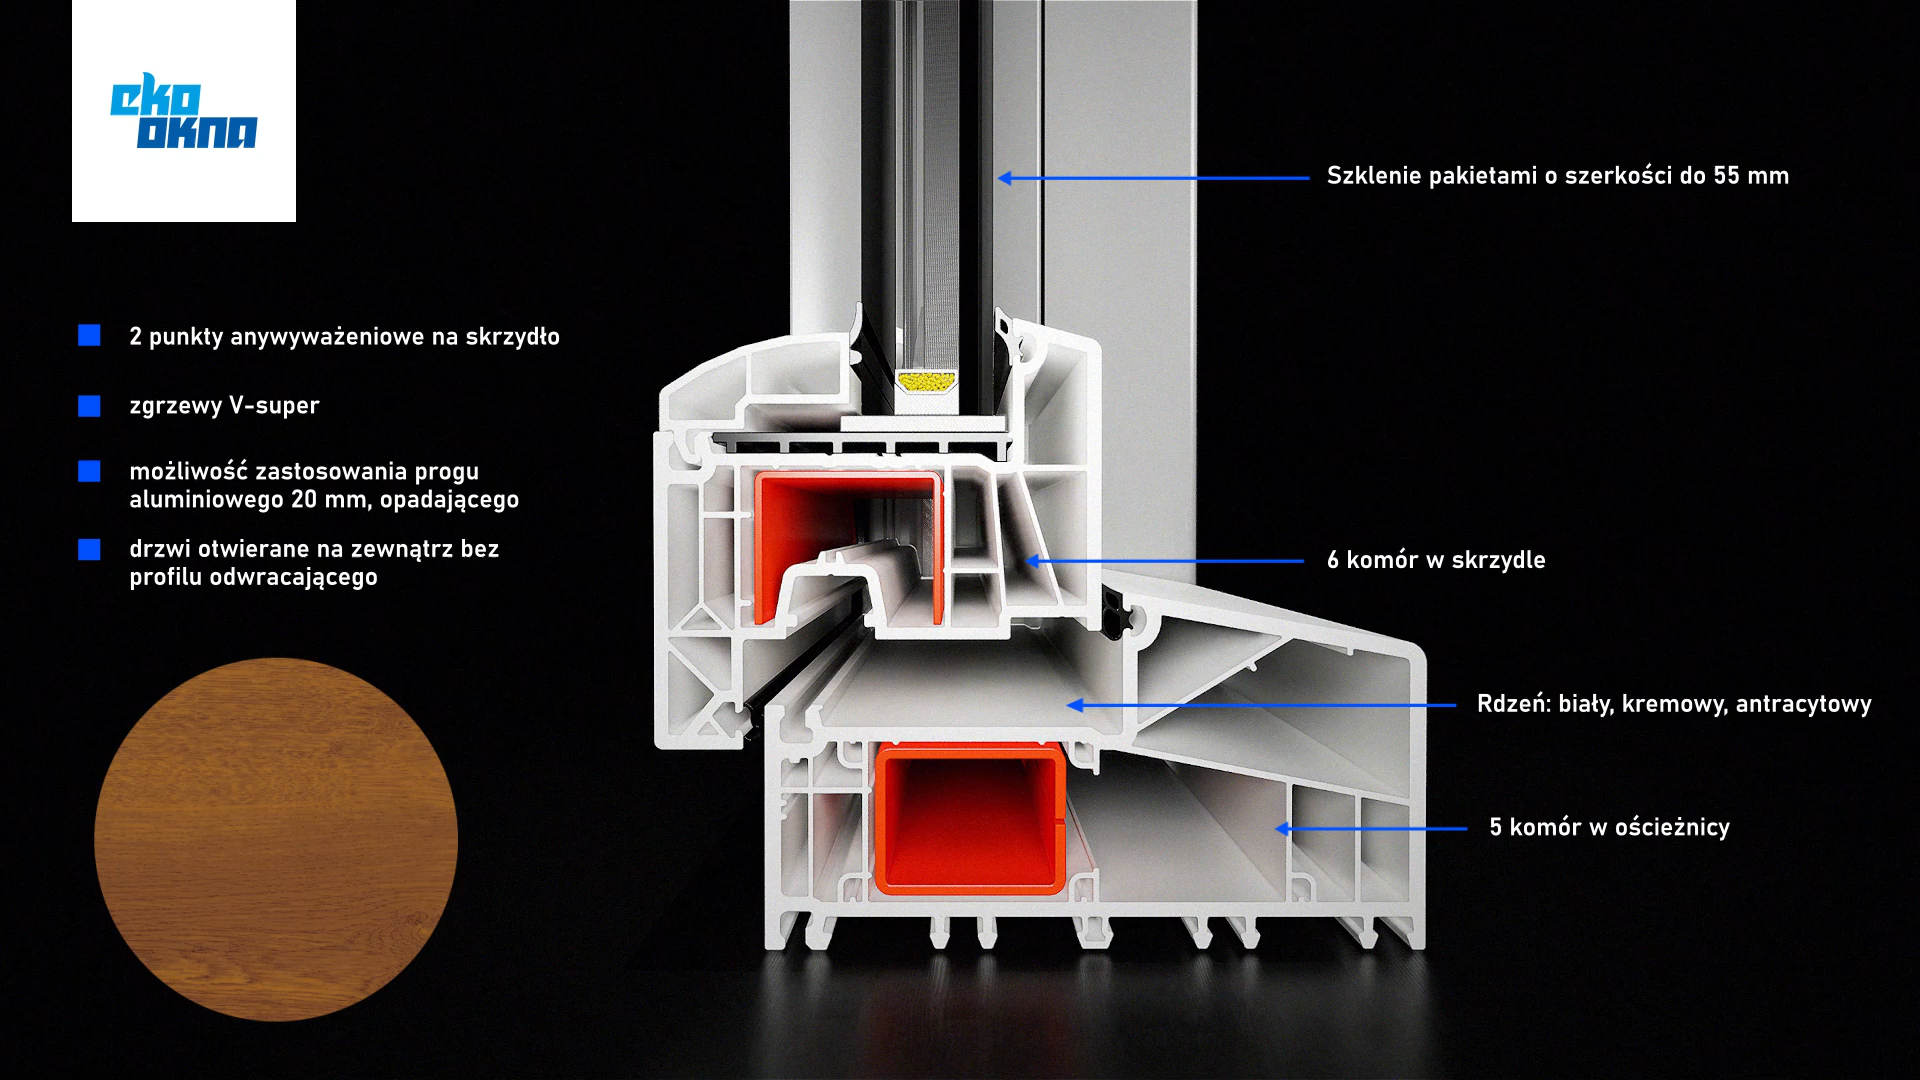 eko
okna
2 punkty anywyważeniowe na skrzydło
zgrzewy V-super
możliwość zastosowania progu
aluminiowego 20 mm, opadającego
drzwi otwierane na zewnątrz bez
profilu odwracającego
Szklenie pakietami o szerkości do 55 mm
6 komór w skrzydle
Rdzeń: biały, kremowy, antracytowy
5 komór w ościeżnicy